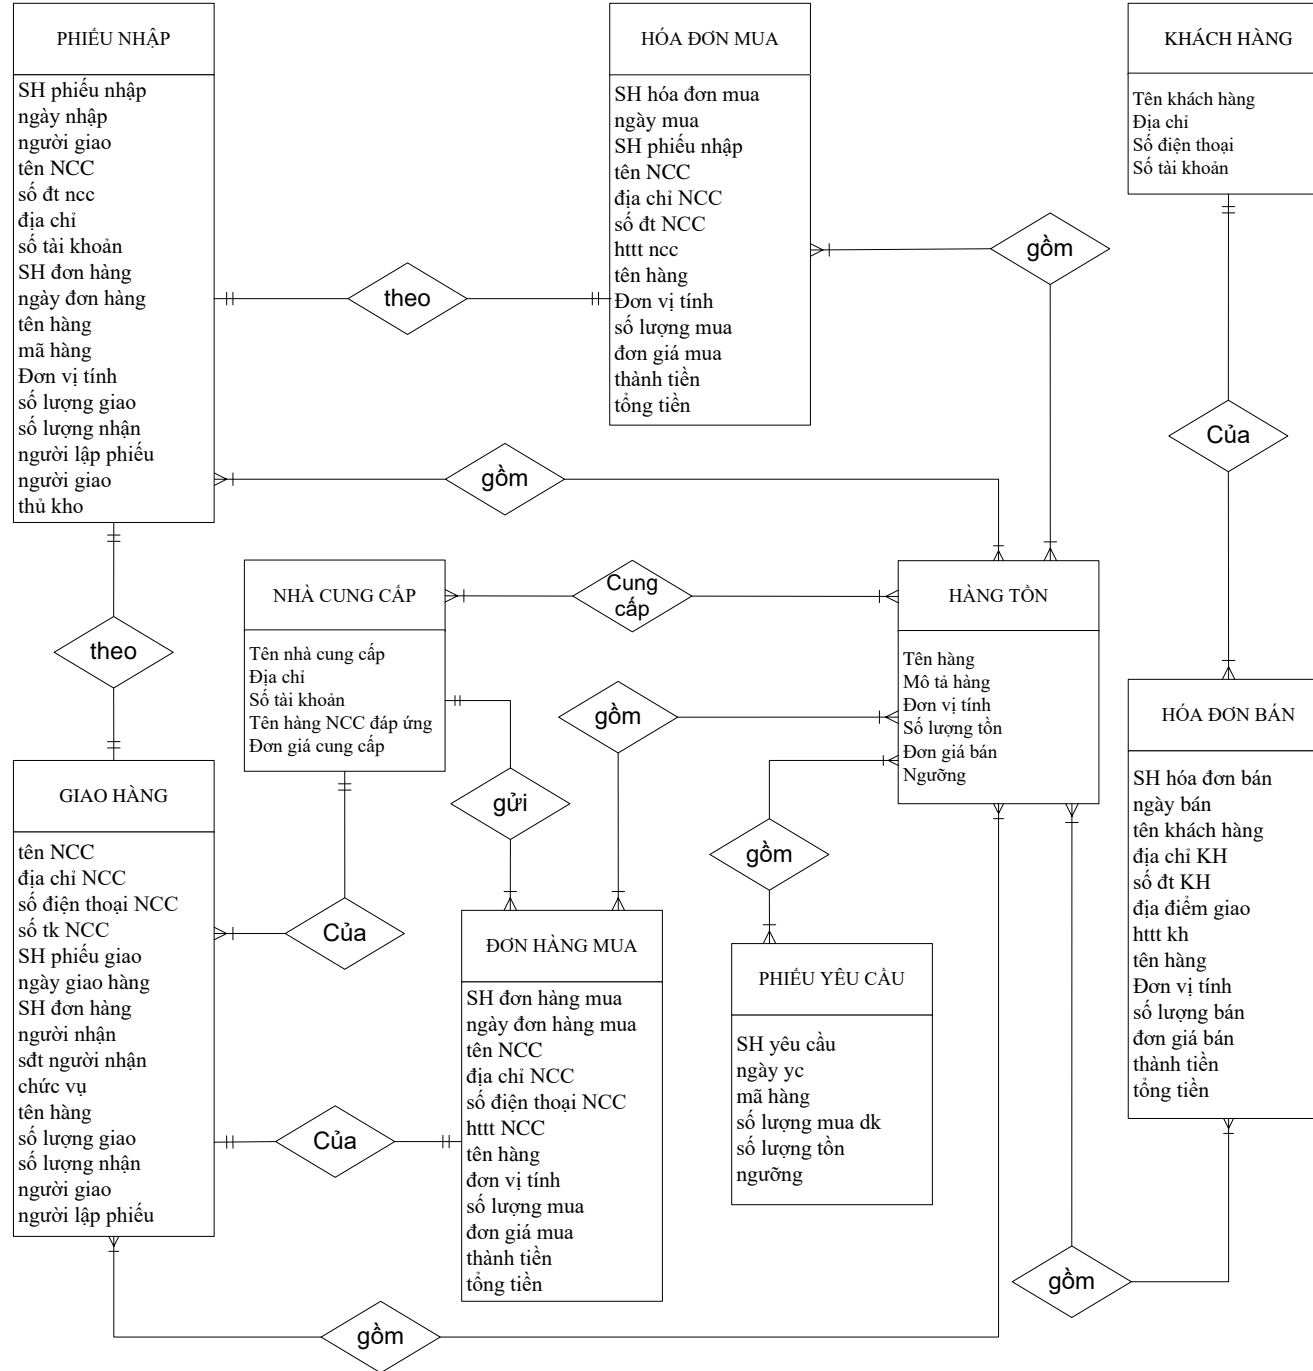 PHIẾU NHẬP
SH phiếu nhập
ngày nhập
người giao
tên NCC
số đt ncc
địa chỉ
số tài khoản
SH đơn hàng
ngày đơn hàng
tên hàng
mã hàng
Đơn vị tính
số lượng giao
số lượng nhận
người lập phiếu
người giao
thủ kho
theo
HÓA ĐƠN MUA
SH hóa đơn mua
ngày mua
SH phiếu nhập
tên NCC
địa chỉ NCC
số đt NCC
httt ncc
tên hàng
Đơn vị tính
số lượng mua
đơn giá mua
thành tiền
tổng tiền
gồm
KHÁCH HÀNG
Tên khách hàng
Địa chỉ
Số điện thoại
Số tài khoản
Của
gồm
theo
NHÀ CUNG CẤP
Tên nhà cung cấp
Địa chỉ
Số tài khoản
Tên hàng NCC đáp ứng
Đơn giá cung cấp
Cung
cấp
HÀNG TỒN
Tên hàng
Mô tả hàng
Đơn vị tính
Số lượng tồn
Đơn giá bán
Ngưỡng
gồm
gửi
gồm
HÓA ĐƠN BÁN
SH hóa đơn bán
ngày bán
tên khách hàng
địa chỉ KH
số đt KH
địa điểm giao
httt kh
tên hàng
Đơn vị tính
số lượng bán
đơn giá bán
thành tiền
tổng tiền
GIAO HÀNG
tên NCC
địa chỉ NCC
số điện thoại NCC
số tk NCC
SH phiếu giao
ngày giao hàng
SH đơn hàng
người nhận
sđt người nhận
chức vụ
tên hàng
số lượng giao
số lượng nhận
người giao
người lập phiếu
Của
Của
ĐƠN HÀNG MUA
SH đơn hàng mua
ngày đơn hàng mua
tên NCC
địa chỉ NCC
số điện thoại NCC
httt NCC
tên hàng
đơn vị tính
số lượng mua
đơn giá mua
thành tiền
tổng tiền
PHIẾU YÊU CẦU
SH yêu cầu
ngày yc
mã hàng
số lượng mua dk
số lượng tồn
ngưỡng
gồm
gồm